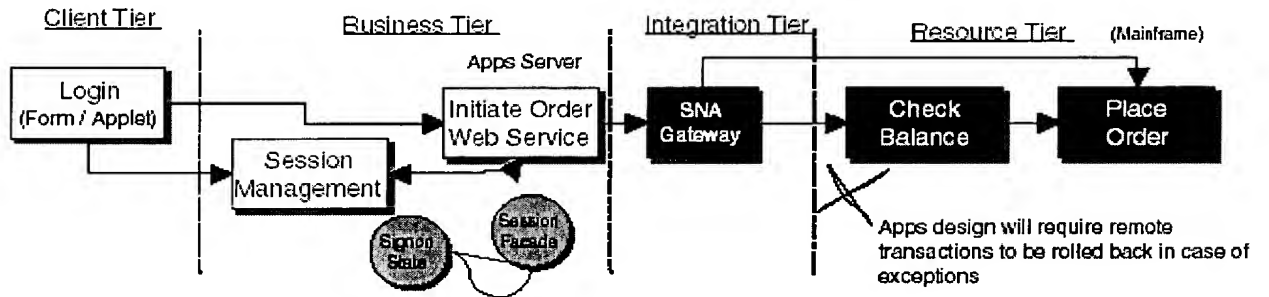 Client Tier
Business Tier
Integration Tier
Resource Tier (Mainframe)
Apps Server
Login
(Form / Applet)
Initiate Order
Web Service
SNA
Gateway
Check
Balance
Place
Order
Session
Management
Signon
State
Session
Facade
Apps design will require remote
transactions to be rolled back in case of
exceptions